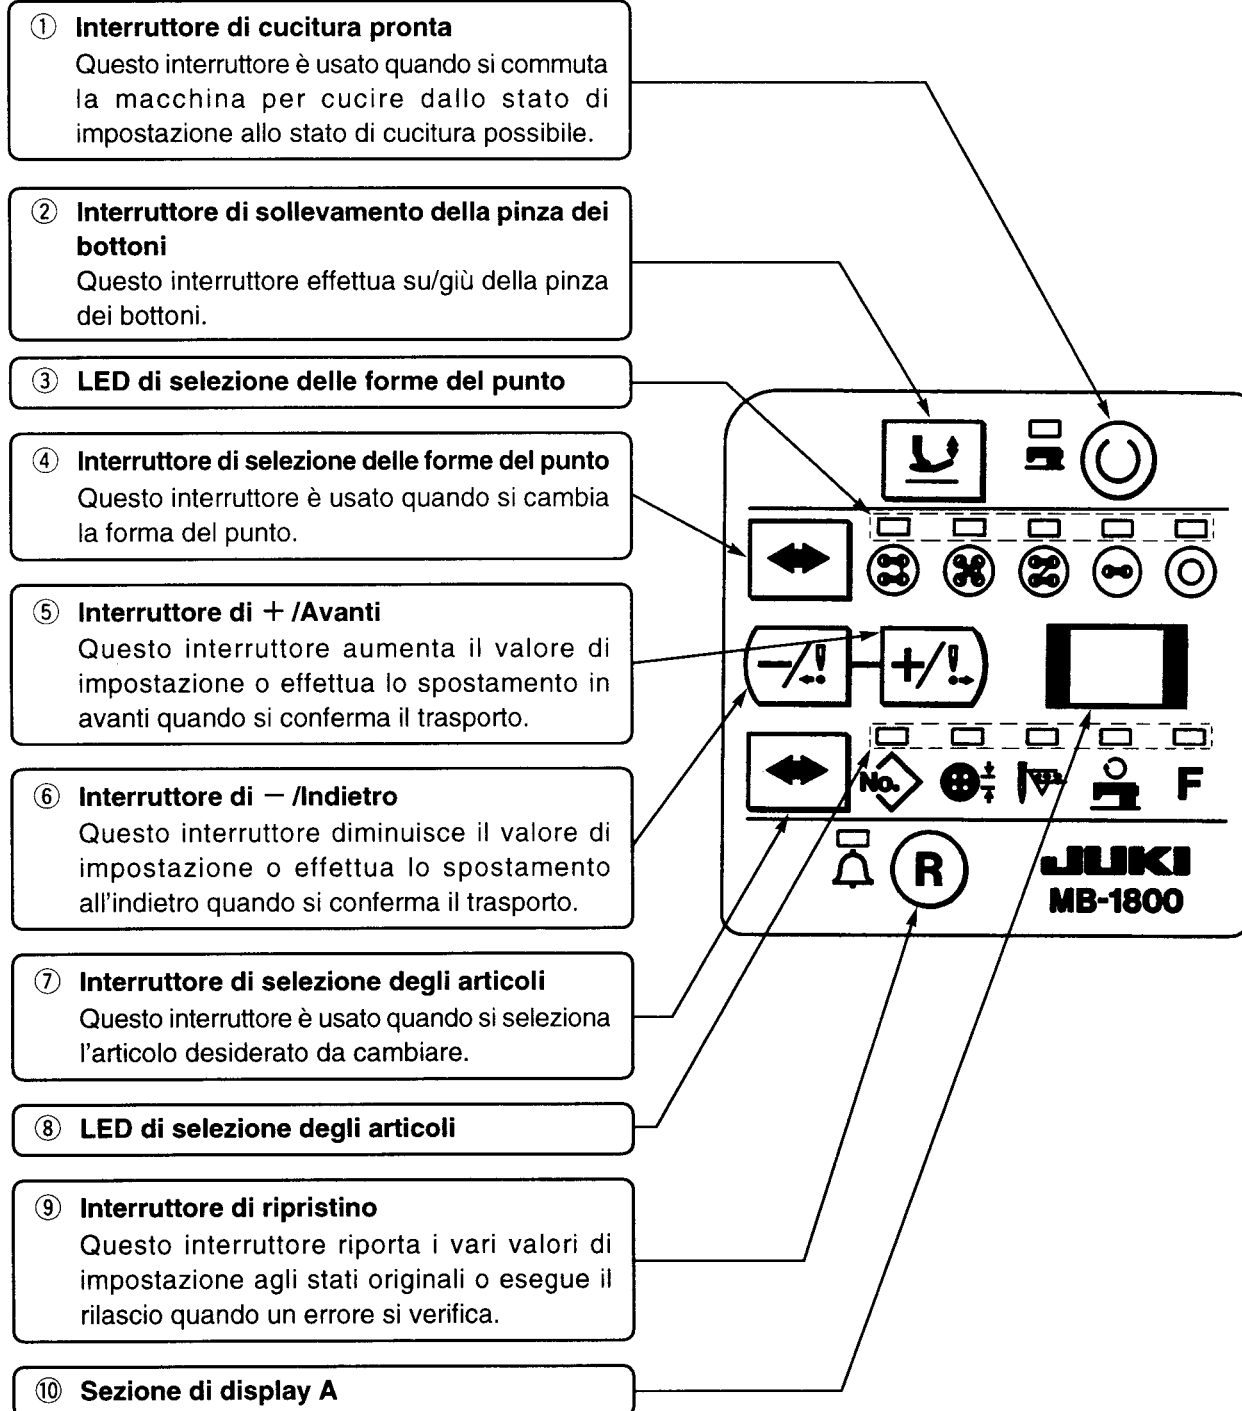 ① Interruttore di cucitura pronta
Questo interruttore è usato quando si commuta
la macchina per cucire dallo stato di
impostazione allo stato di cucitura possibile.
② Interruttore di sollevamento della pinza dei
bottoni
Questo interruttore effettua su/giù della pinza
dei bottoni.
③ LED di selezione delle forme del punto
④ Interruttore di selezione delle forme del punto
Questo interruttore è usato quando si cambia
la forma del punto.
⑤ Interruttore di + /Avanti
Questo interruttore aumenta il valore di
impostazione o effettua lo spostamento in
avanti quando si conferma il trasporto.
⑥ Interruttore di − /Indietro
Questo interruttore diminuisce il valore di
impostazione o effettua lo spostamento
all'indietro quando si conferma il trasporto.
⑦ Interruttore di selezione degli articoli
Questo interruttore è usato quando si seleziona
l'articolo desiderato da cambiare.
⑧ LED di selezione degli articoli
⑨ Interruttore di ripristino
Questo interruttore riporta i vari valori di
impostazione agli stati originali o esegue il
rilascio quando un errore si verifica.
⑩ Sezione di display A
−/
+/
No.
F
R
JUKI
MB-1800